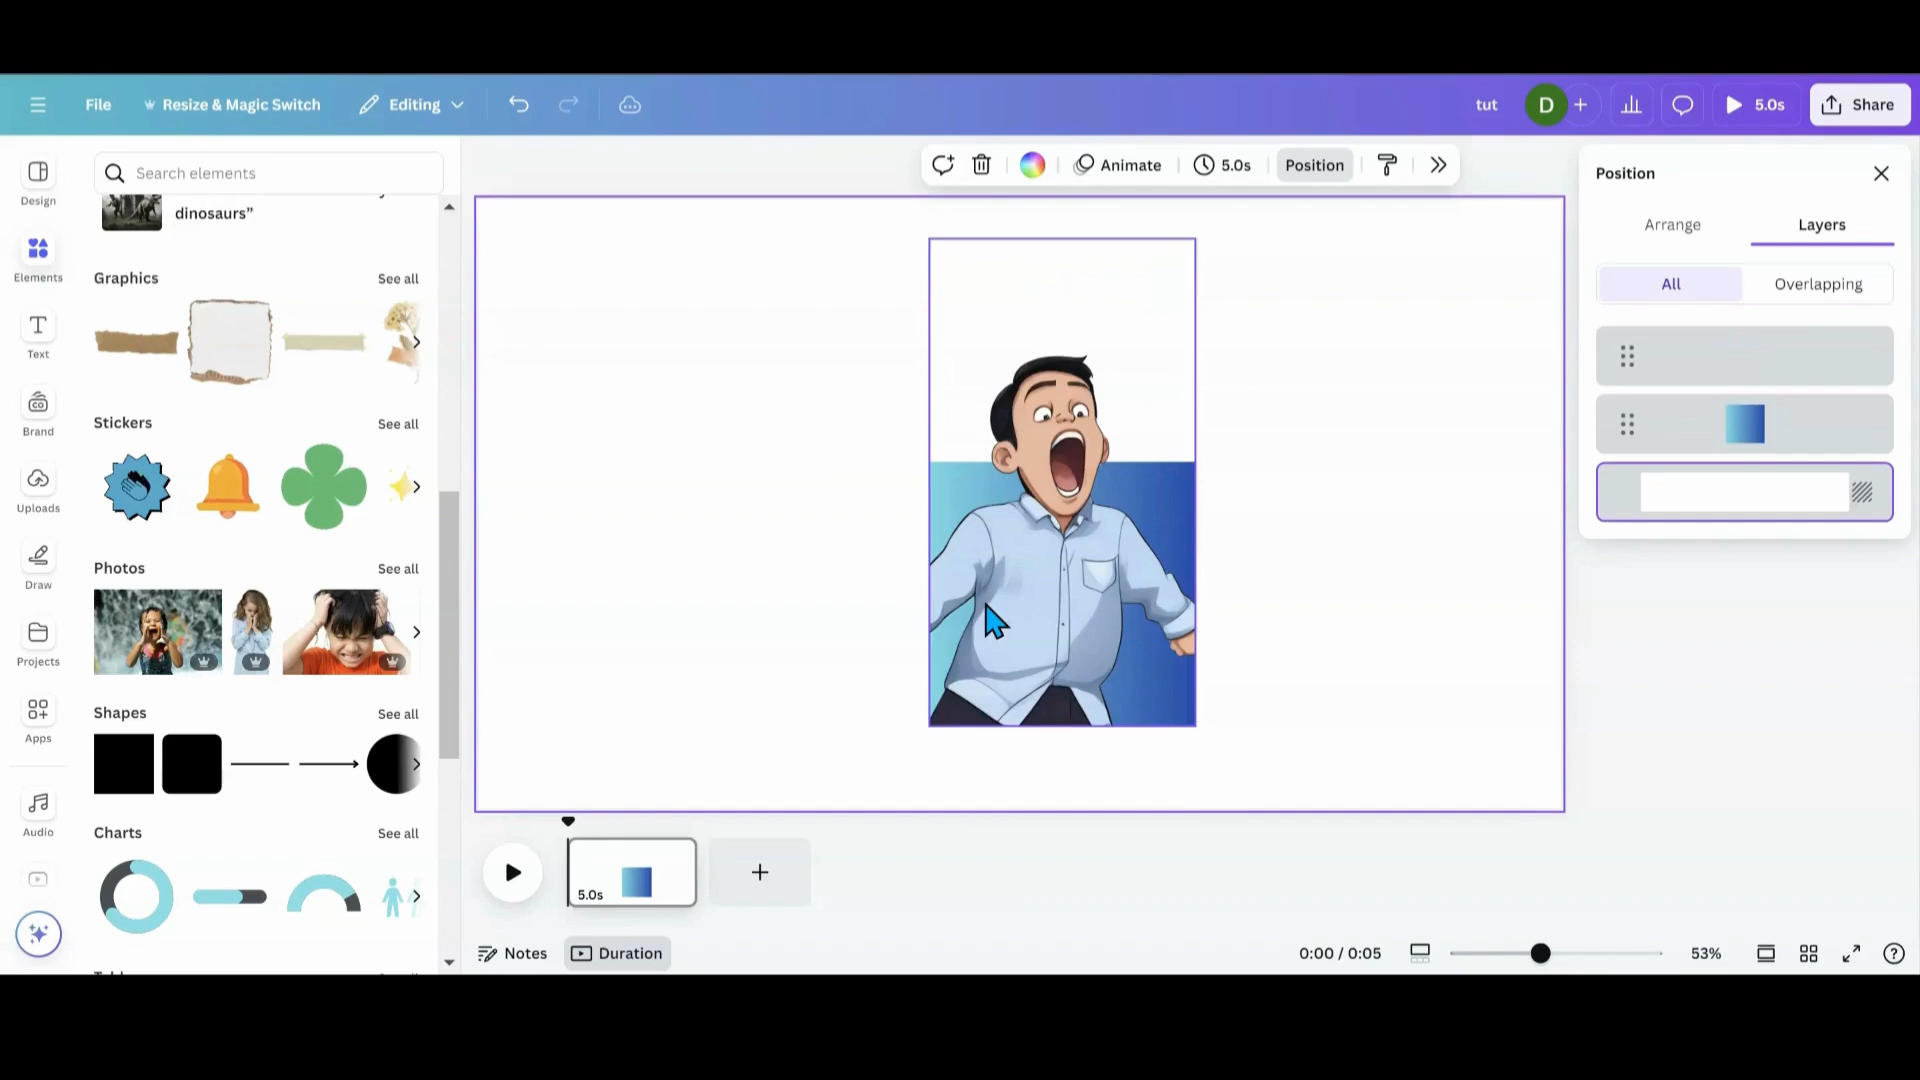 File
Resize & Magic Switch
Editing
tut
D
5.0s
Share
Design
Elements
Text
Brand
Uploads
Draw
Projects
Apps
Audio
Search elements
dinosaurs”
Graphics
See all
Stickers
See all
Photos
See all
Shapes
See all
Charts
See all
Animate
5.0s
Position
Position
Arrange
Layers
All
Overlapping
5.0s
Notes
Duration
0:00 / 0:05
53%